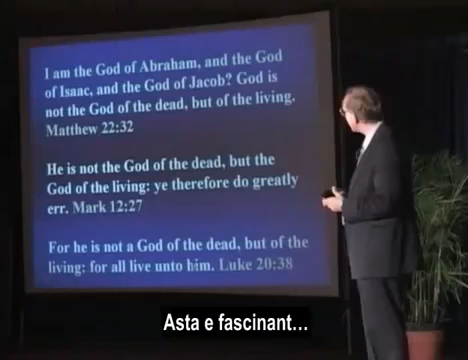 I am the God of Abraham, and the God
of Isaac, and the God of Jacob? God is
not the God of the dead, but of the living.
Matthew 22:32
He is not the God of the dead, but the
God of the living: ye therefore do greatly
err. Mark 12:27
For he is not a God of the dead, but of the
living: for all live unto him. Luke 20:38
Asta e fascinant...